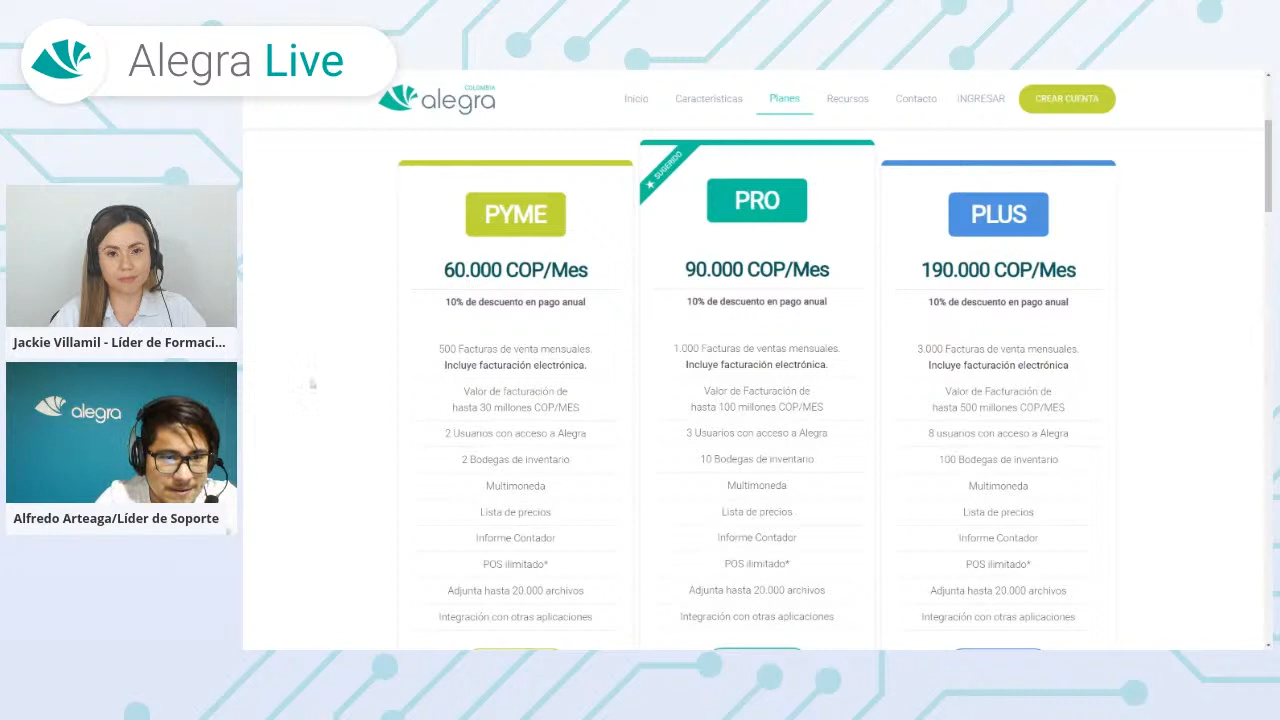 Alegra Live
COLOMBIA
alegra
Inicio
Características
Planes
Recursos
Contacto
INGRESAR
CREAR CUENTA
PYME
60.000 COP/Mes
10% de descuento en pago anual
500 Facturas de venta mensuales.
Incluye facturación electrónica.
Valor de facturación de
hasta 30 millones COP/MES
2 Usuarios con acceso a Alegra
2 Bodegas de inventario
Multimoneda
Lista de precios
Informe Contador
POS ilimitado*
Adjunta hasta 20.000 archivos
Integración con otras aplicaciones
SUGERIDO
PRO
90.000 COP/Mes
10% de descuento en pago anual
1.000 Facturas de ventas mensuales.
Incluye facturación electrónica.
Valor de Facturación de
hasta 100 millones COP/MES
3 Usuarios con acceso a Alegra
10 Bodegas de inventario
Multimoneda
Lista de precios
Informe Contador
POS ilimitado*
Adjunta hasta 20.000 archivos
Integración con otras aplicaciones
PLUS
190.000 COP/Mes
10% de descuento en pago anual
3.000 Facturas de venta mensuales.
Incluye facturación electrónica
Valor de facturación de
hasta 500 millones COP/MES
8 usuarios con acceso a Alegra
100 Bodegas de inventario
Multimoneda
Lista de precios
Informe Contador
POS ilimitado*
Adjunta hasta 20.000 archivos
Integración con otras aplicaciones
Jackie Villamil - Líder de Formaci...
alegra
Alfredo Arteaga/Líder de Soporte